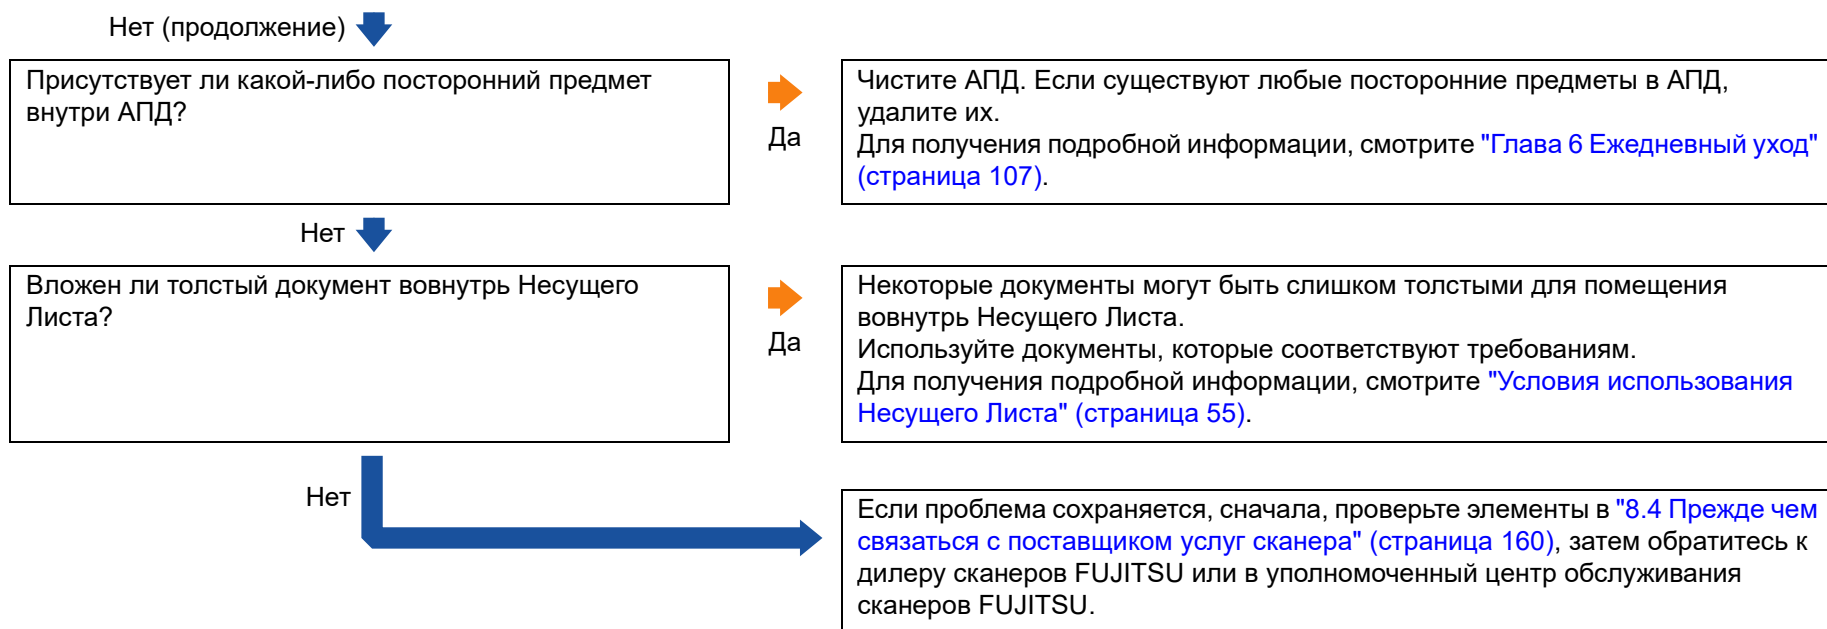 Нет (продолжение)
Присутствует ли какой-либо посторонний предмет
внутри АПД?
Да
Чистите АПД. Если существуют любые посторонние предметы в АПД,
удалите их.
Для получения подробной информации, смотрите "Глава 6 Ежедневный уход"
(страница 107).
Нет
Вложен ли толстый документ вовнутрь Несущего
Листа?
Да
Некоторые документы могут быть слишком толстыми для помещения
вовнутрь Несущего Листа.
Используйте документы, которые соответствуют требованиям.
Для получения подробной информации, смотрите "Условия использования
Несущего Листа" (страница 55).
Нет
Если проблема сохраняется, сначала, проверьте элементы в "8.4 Прежде чем
связаться с поставщиком услуг сканера" (страница 160), затем обратитесь к
дилеру сканеров FUJITSU или в уполномоченный центр обслуживания
сканеров FUJITSU.